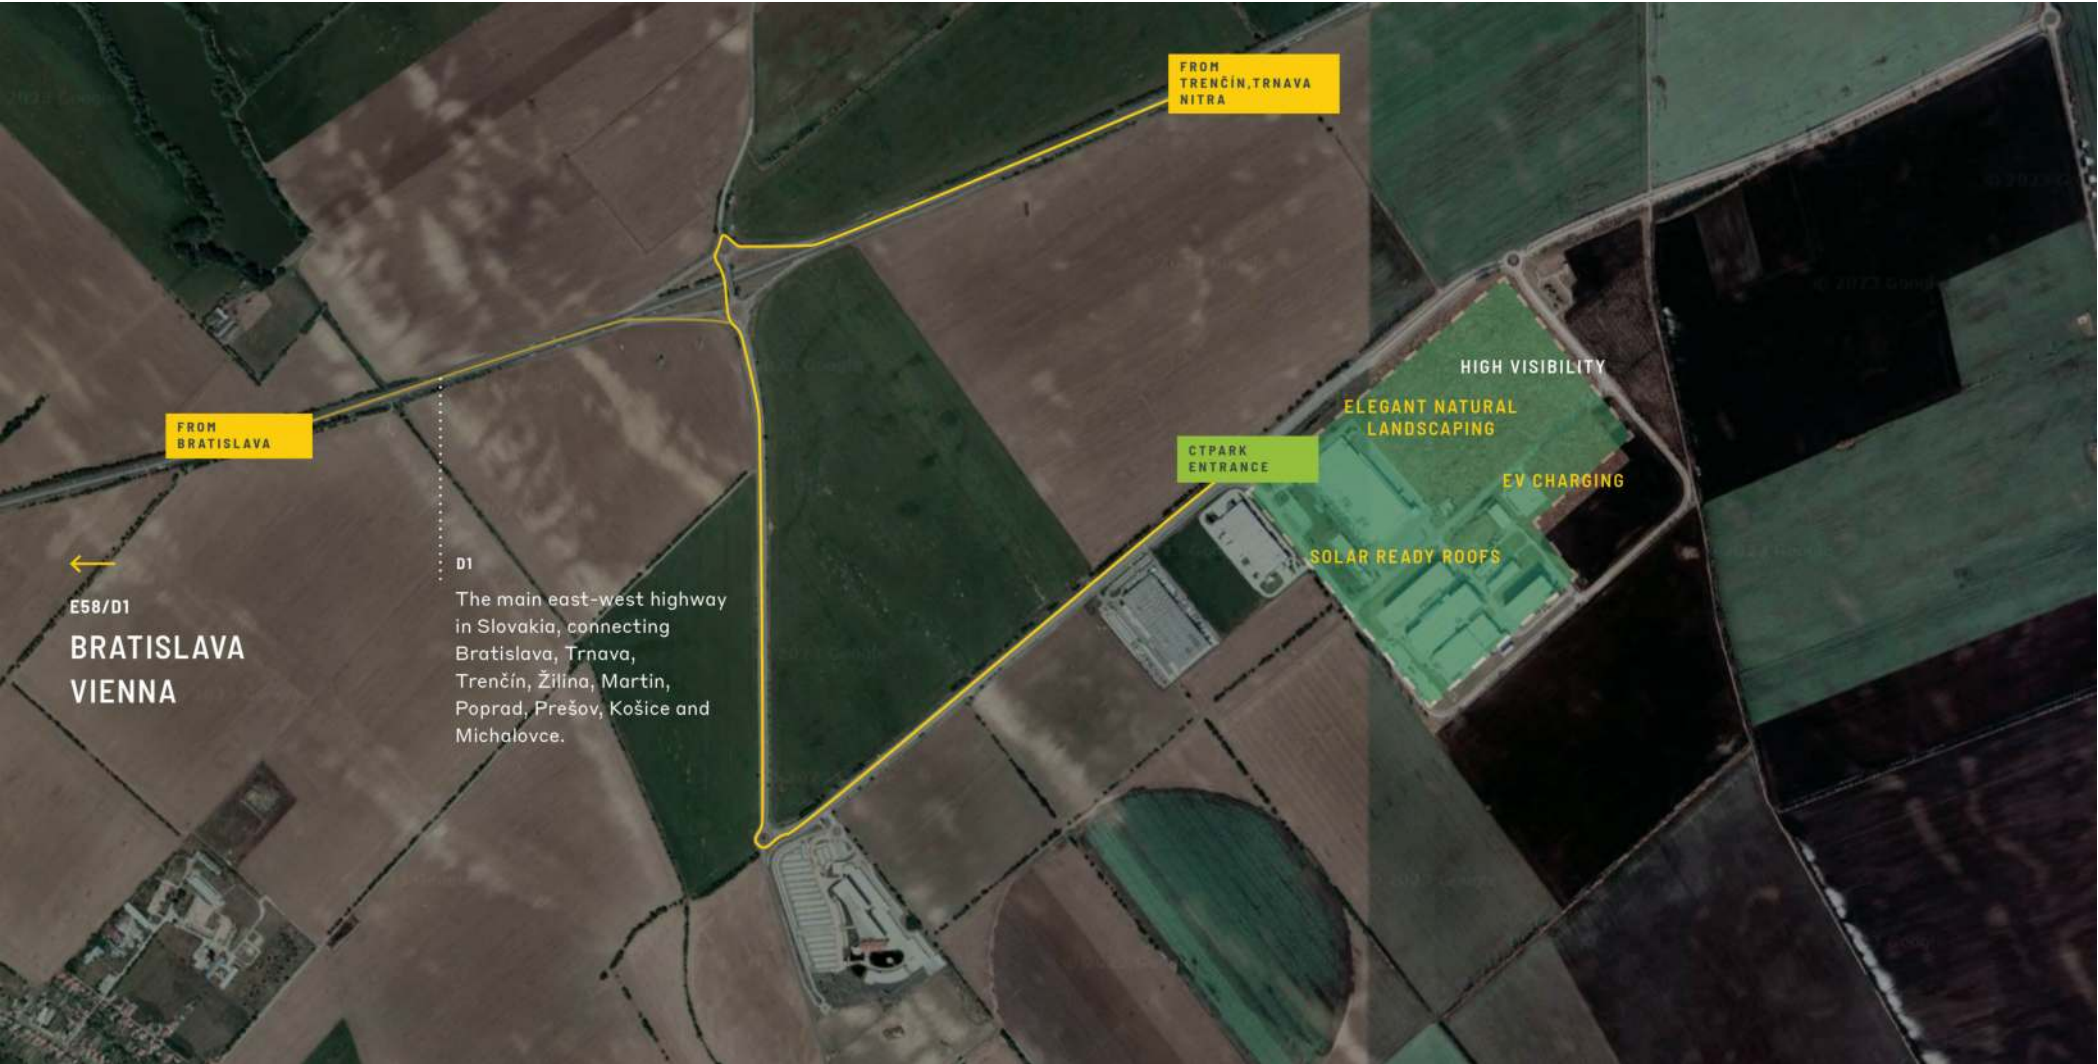 FROM
TRENČÍN,TRNAVA
NITRA
HIGH VISIBILITY
ELEGANT NATURAL
LANDSCAPING
FROM
BRATISLAVA
CTPARK
ENTRANCE
EV CHARGING
SOLAR READY ROOFS
E58/D1
BRATISLAVA
VIENNA
D1
The main east-west highway
in Slovakia, connecting
Bratislava, Trnava,
Trenčín, Žilina, Martin,
Poprad, Prešov, Košice and
Michalovce.